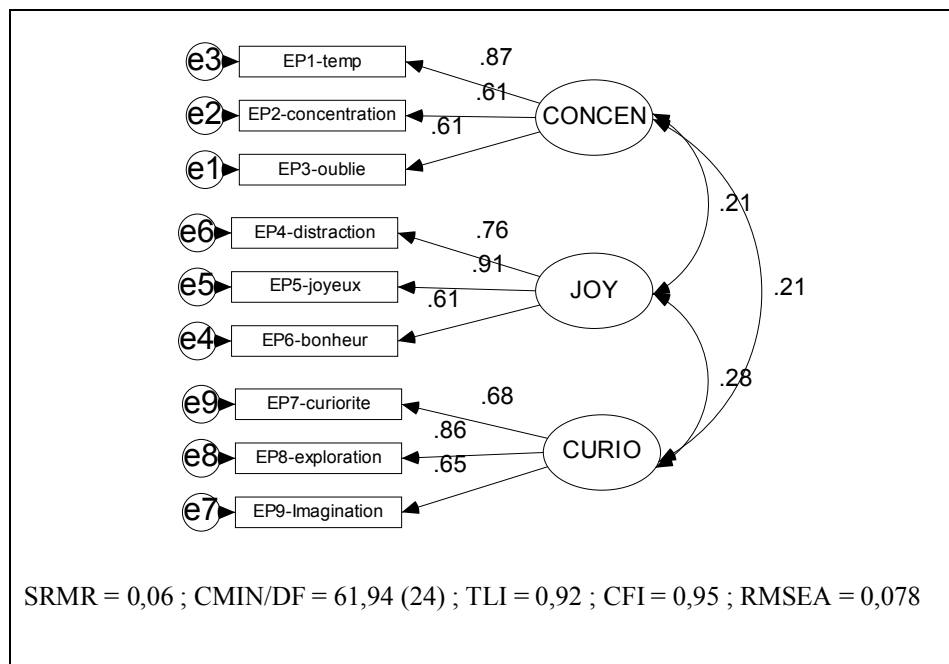 e3 EP1-temp .87
e2 EP2-concentration .61 CONCEN
e1 EP3-oublie .61
.21
e6 EP4-distraction .76
e5 EP5-joyeux .91 JOY .21
e4 EP6-bonheur .61
.28
e9 EP7-curiorite .68
e8 EP8-exploration .86 CURIO
e7 EP9-Imagination .65
SRMR = 0,06 ; CMIN/DF = 61,94 (24) ; TLI = 0,92 ; CFI = 0,95 ; RMSEA = 0,078